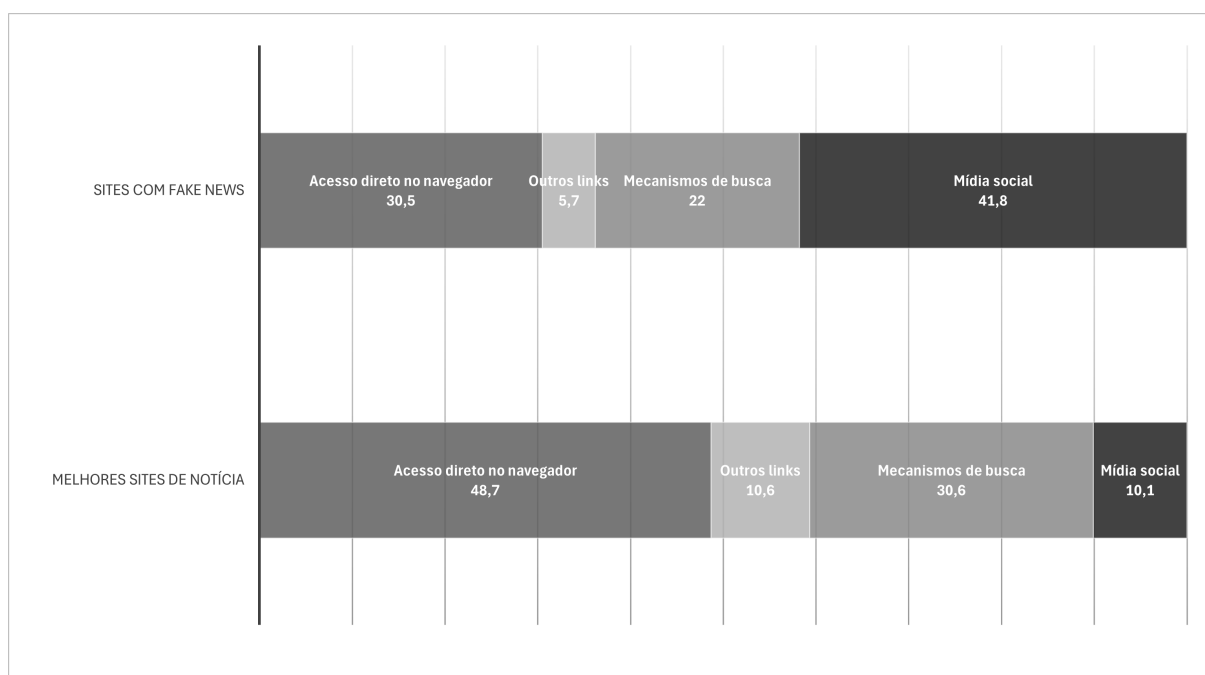 SITES COM FAKE NEWS
Acesso direto no navegador
30,5
Outros links
5,7
Mecanismos de busca
22
Mídia social
41,8
MELHORES SITES DE NOTÍCIA
Acesso direto no navegador
48,7
Outros links
10,6
Mecanismos de busca
30,6
Mídia social
10,1